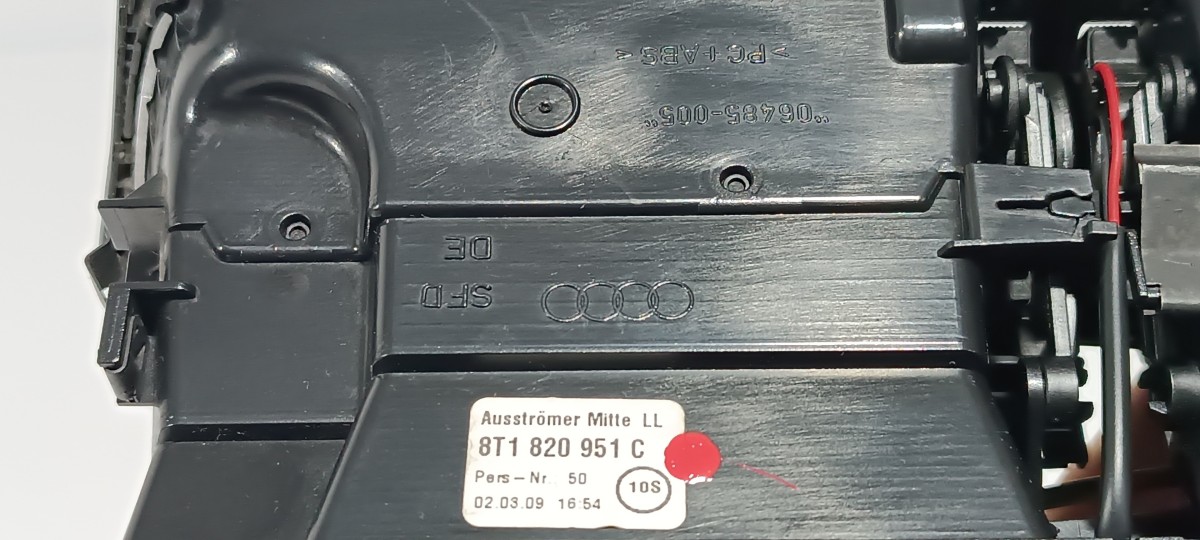 >PC+ABS<
"06485-005"
DE
SFD
Ausströmer Mitte LL
8T1 820 951 C
Pers-Nr.: 50
10S
02.03.09 16:54